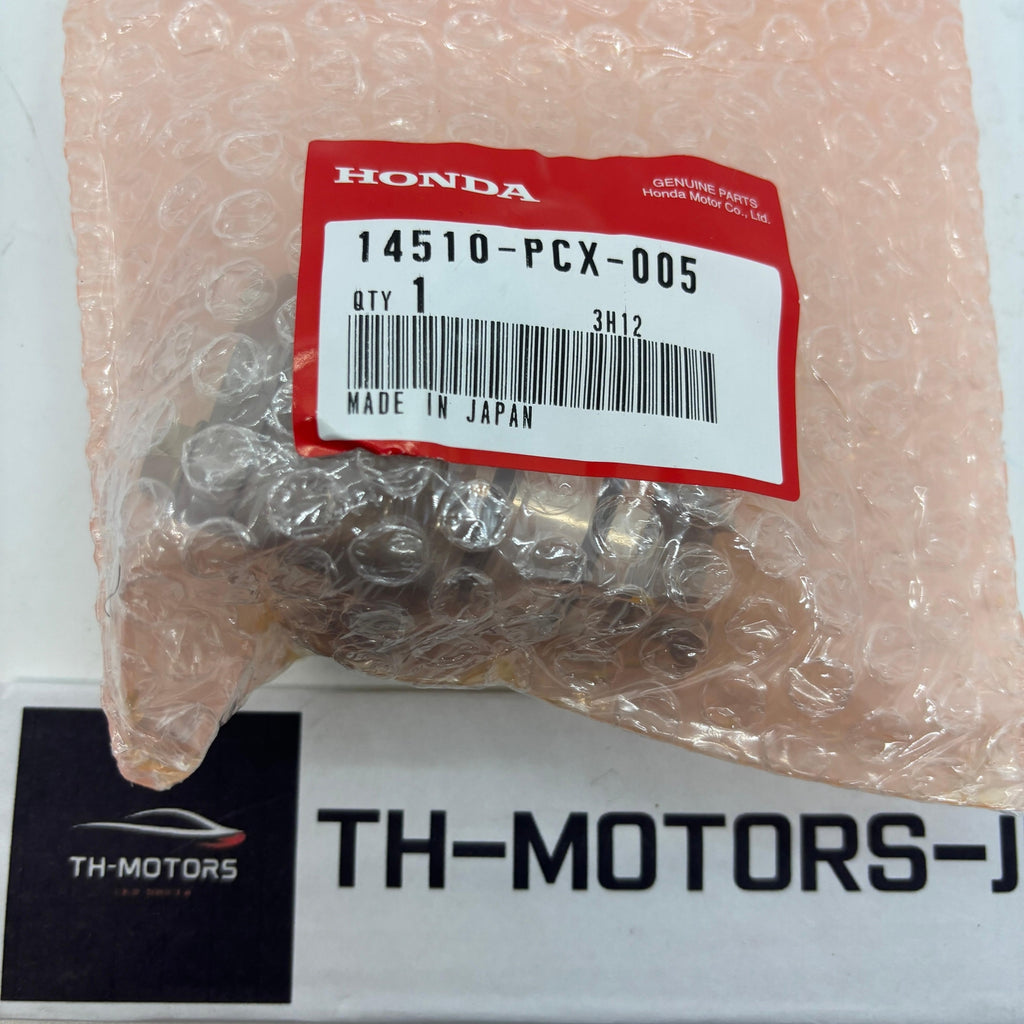 HONDA
GENUINE PARTS
Honda Motor Co., Ltd.
14510-PCX-005
QTY 1
3H12
MADE IN JAPAN
TH-MOTORS
TH-MOTORS-J